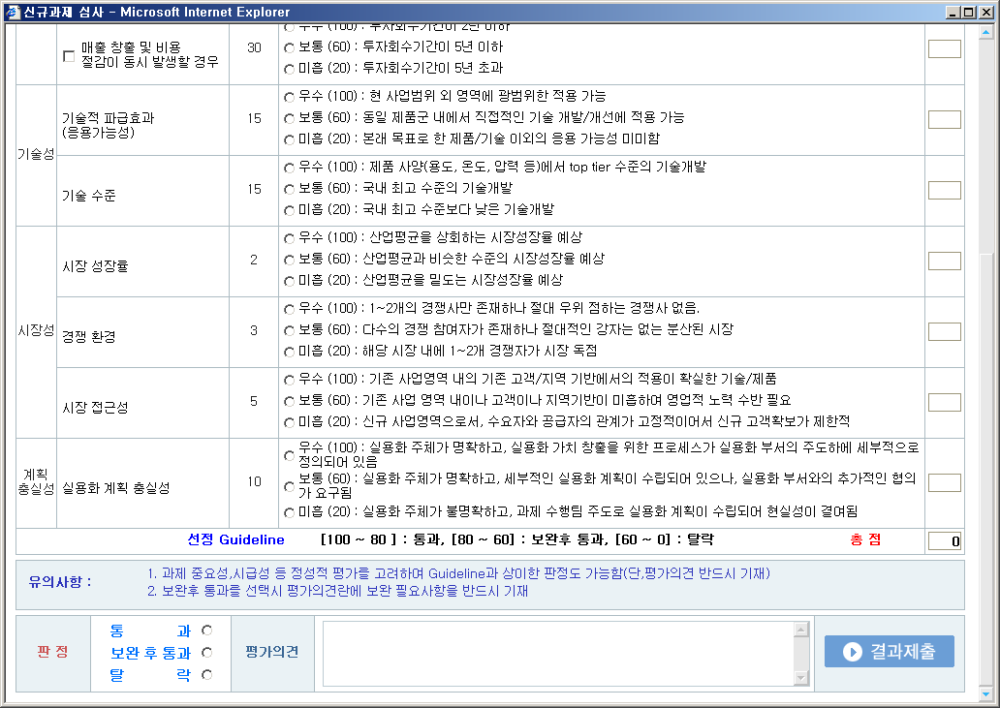 신규과제 심사 - Microsoft Internet Explorer
우수 (100) : 투자회수기간이 2년 이하
매출 창출 및 비용
절감이 동시 발생할 경우
30
보통 (60) : 투자회수기간이 5년 이하
미흡 (20) : 투자회수기간이 5년 초과
기술성
기술적 파급효과
(응용가능성)
15
우수 (100) : 현 사업범위 외 영역에 광범위한 적용 가능
보통 (60) : 동일 제품군 내에서 직접적인 기술 개발/개선에 적용 가능
미흡 (20) : 본래 목표로 한 제품/기술 이외의 응용 가능성 미미함
기술 수준
15
우수 (100) : 제품 사양(용도, 온도, 압력 등)에서 top tier 수준의 기술개발
보통 (60) : 국내 최고 수준의 기술개발
미흡 (20) : 국내 최고 수준보다 낮은 기술개발
시장성
시장 성장률
2
우수 (100) : 산업평균을 상회하는 시장성장율 예상
보통 (60) : 산업평균과 비슷한 수준의 시장성장율 예상
미흡 (20) : 산업평균을 밑도는 시장성장율 예상
경쟁 환경
3
우수 (100) : 1~2개의 경쟁사만 존재하나 절대 우위 점하는 경쟁사 없음.
보통 (60) : 다수의 경쟁 참여자가 존재하나 절대적인 강자는 없는 분산된 시장
미흡 (20) : 해당 시장 내에 1~2개 경쟁자가 시장 독점
시장 접근성
5
우수 (100) : 기존 사업영역 내의 기존 고객/지역 기반에서의 적용이 확실한 기술/제품
보통 (60) : 기존 사업 영역 내이나 고객이나 지역기반이 미흡하여 영업적 노력 수반 필요
미흡 (20) : 신규 사업영역으로서, 수요자와 공급자의 관계가 고정적이어서 신규 고객확보가 제한적
계획
충실성
실용화 계획 충실성
10
우수 (100) : 실용화 주체가 명확하고, 실용화 가치 창출을 위한 프로세스가 실용화 부서의 주도하에 세부적으로
정의되어 있음
보통 (60) : 실용화 주체가 명확하고, 세부적인 실용화 계획이 수립되어 있으나, 실용화 부서와의 추가적인 협의
가 요구됨
미흡 (20) : 실용화 주체가 불명확하고, 과제 수행팀 주도로 실용화 계획이 수립되어 현실성이 결여됨
선정 Guideline [100 ~ 80 ] : 통과, [80 ~ 60] : 보완후 통과, [60 ~ 0] : 탈락 총 점 0
유의사항 :
1. 과제 중요성,시급성 등 정성적 평가를 고려하여 Guideline과 상이한 판정도 가능함(단,평가의견 반드시 기재)
2. 보완후 통과를 선택시 평가의견란에 보완 필요사항을 반드시 기재
판 정
통 과
보완 후 통과
탈 락
평가의견
결과제출